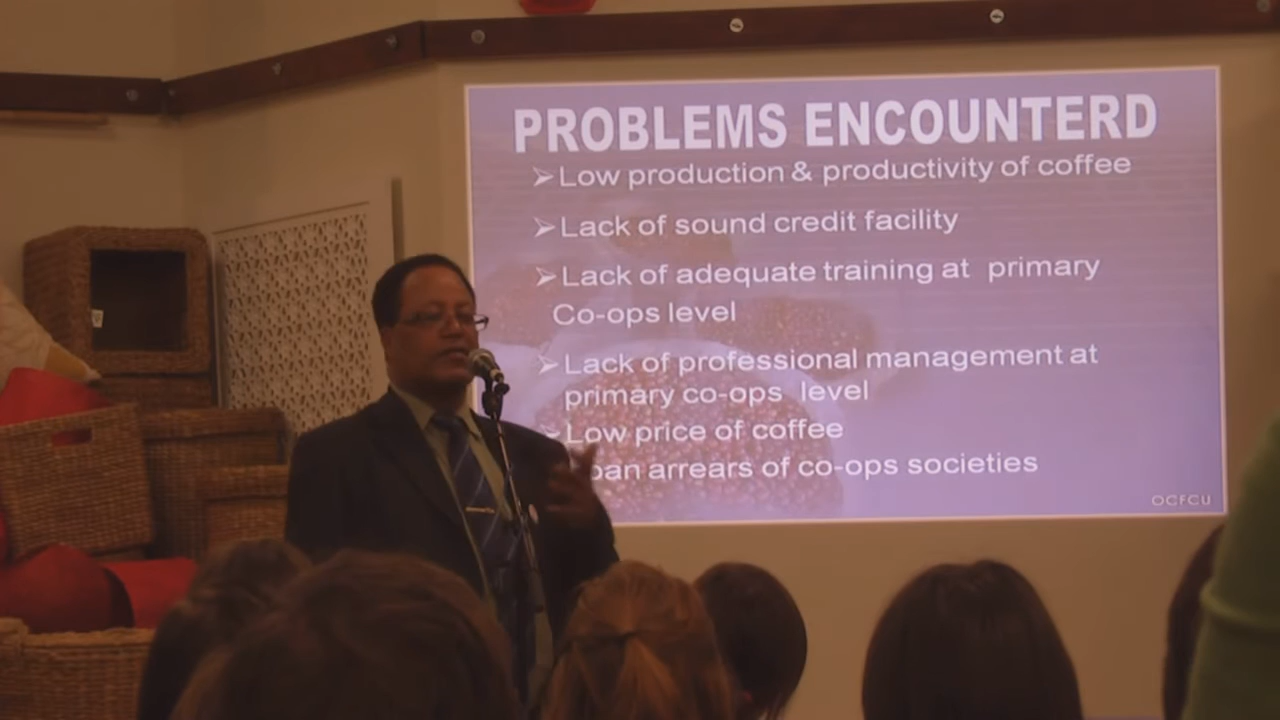 PROBLEMS ENCOUNTERD
➢Low production & productivity of coffee
➢Lack of sound credit facility
➢Lack of adequate training at primary
Co-ops level
➢Lack of professional management at
primary co-ops level
➢Low price of coffee
oan arrears of co-ops societies
OCFCU